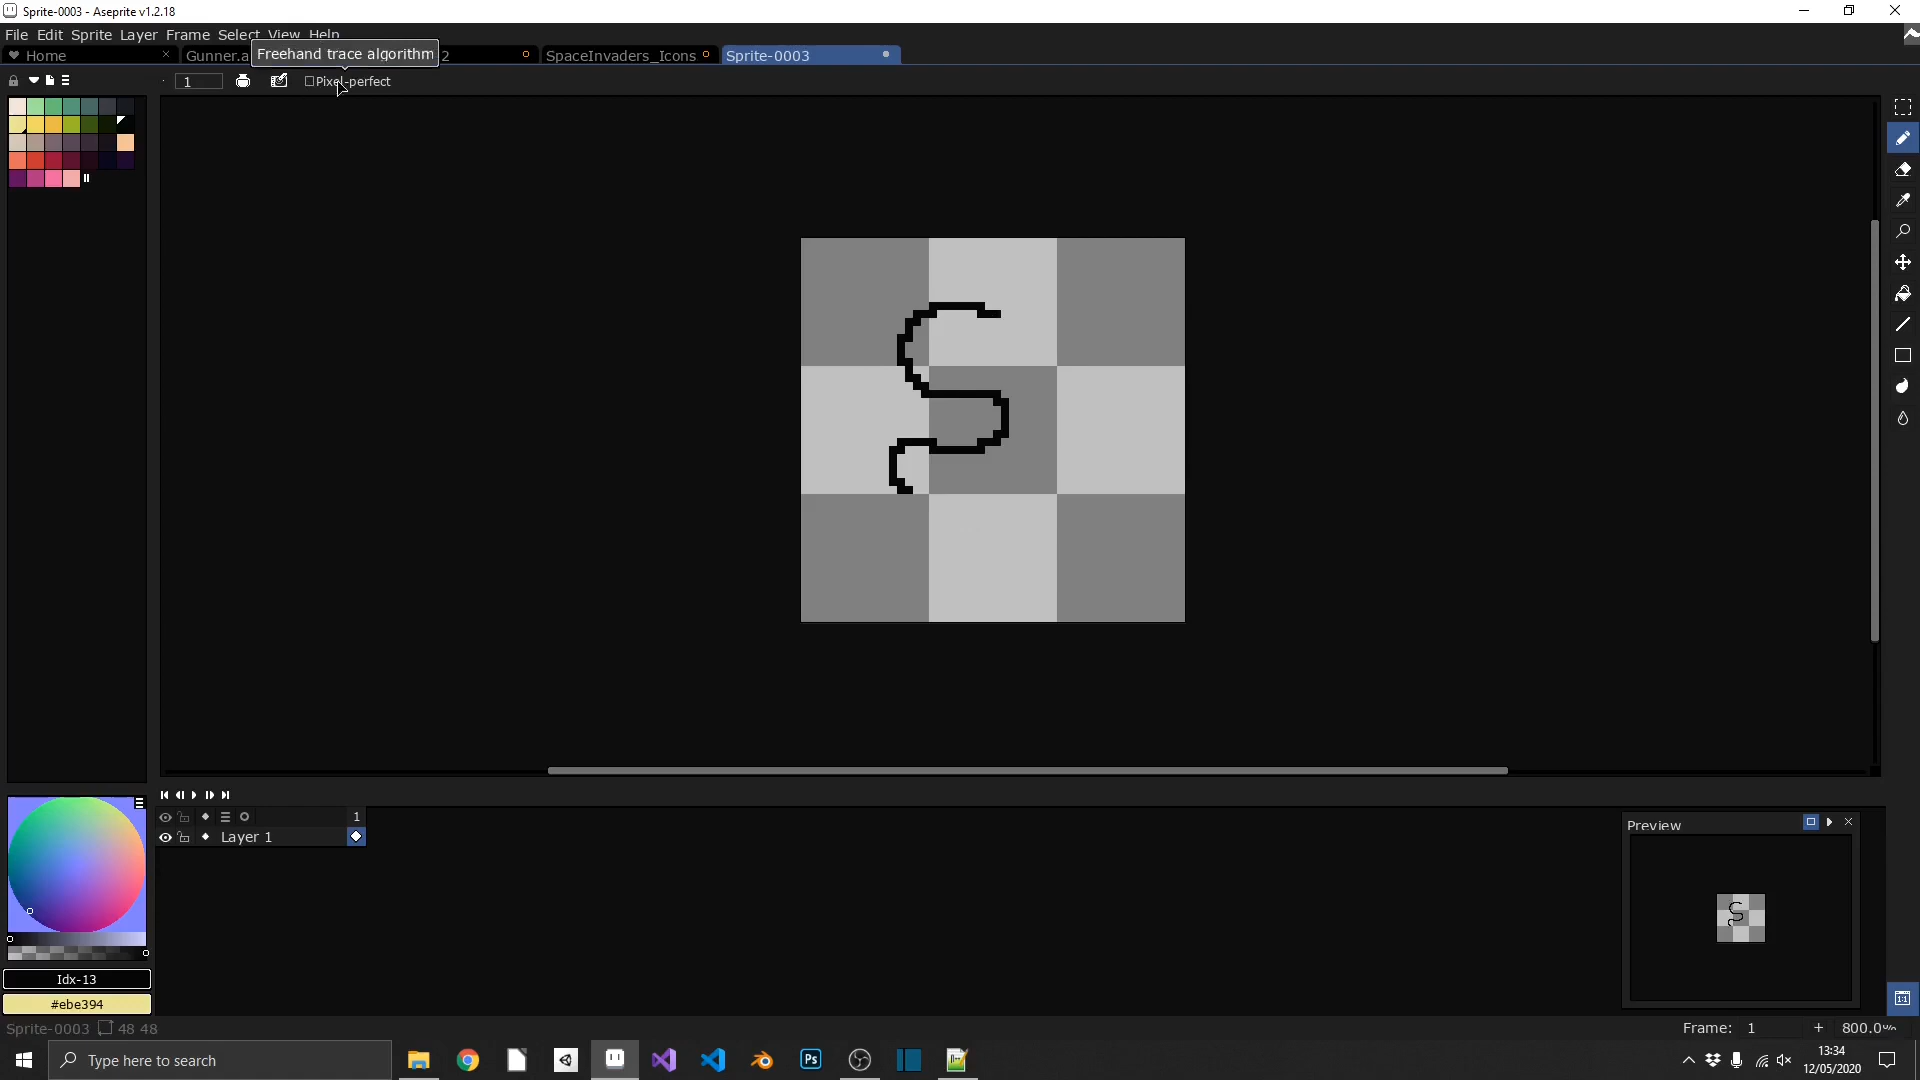 Sprite-0003 - Aseprite v1.2.18
File Edit Sprite Layer Frame Select View Help
Freehand trace algorithm
Home Gunner.a 2 SpaceInvaders_Icons Sprite-0003
1 Pixel-perfect
1
Layer 1
Preview
Idx-13
#ebe394
Sprite-0003 48 48 Frame: 1 + 800.0%
Type here to search
Ps
13:34
12/05/2020